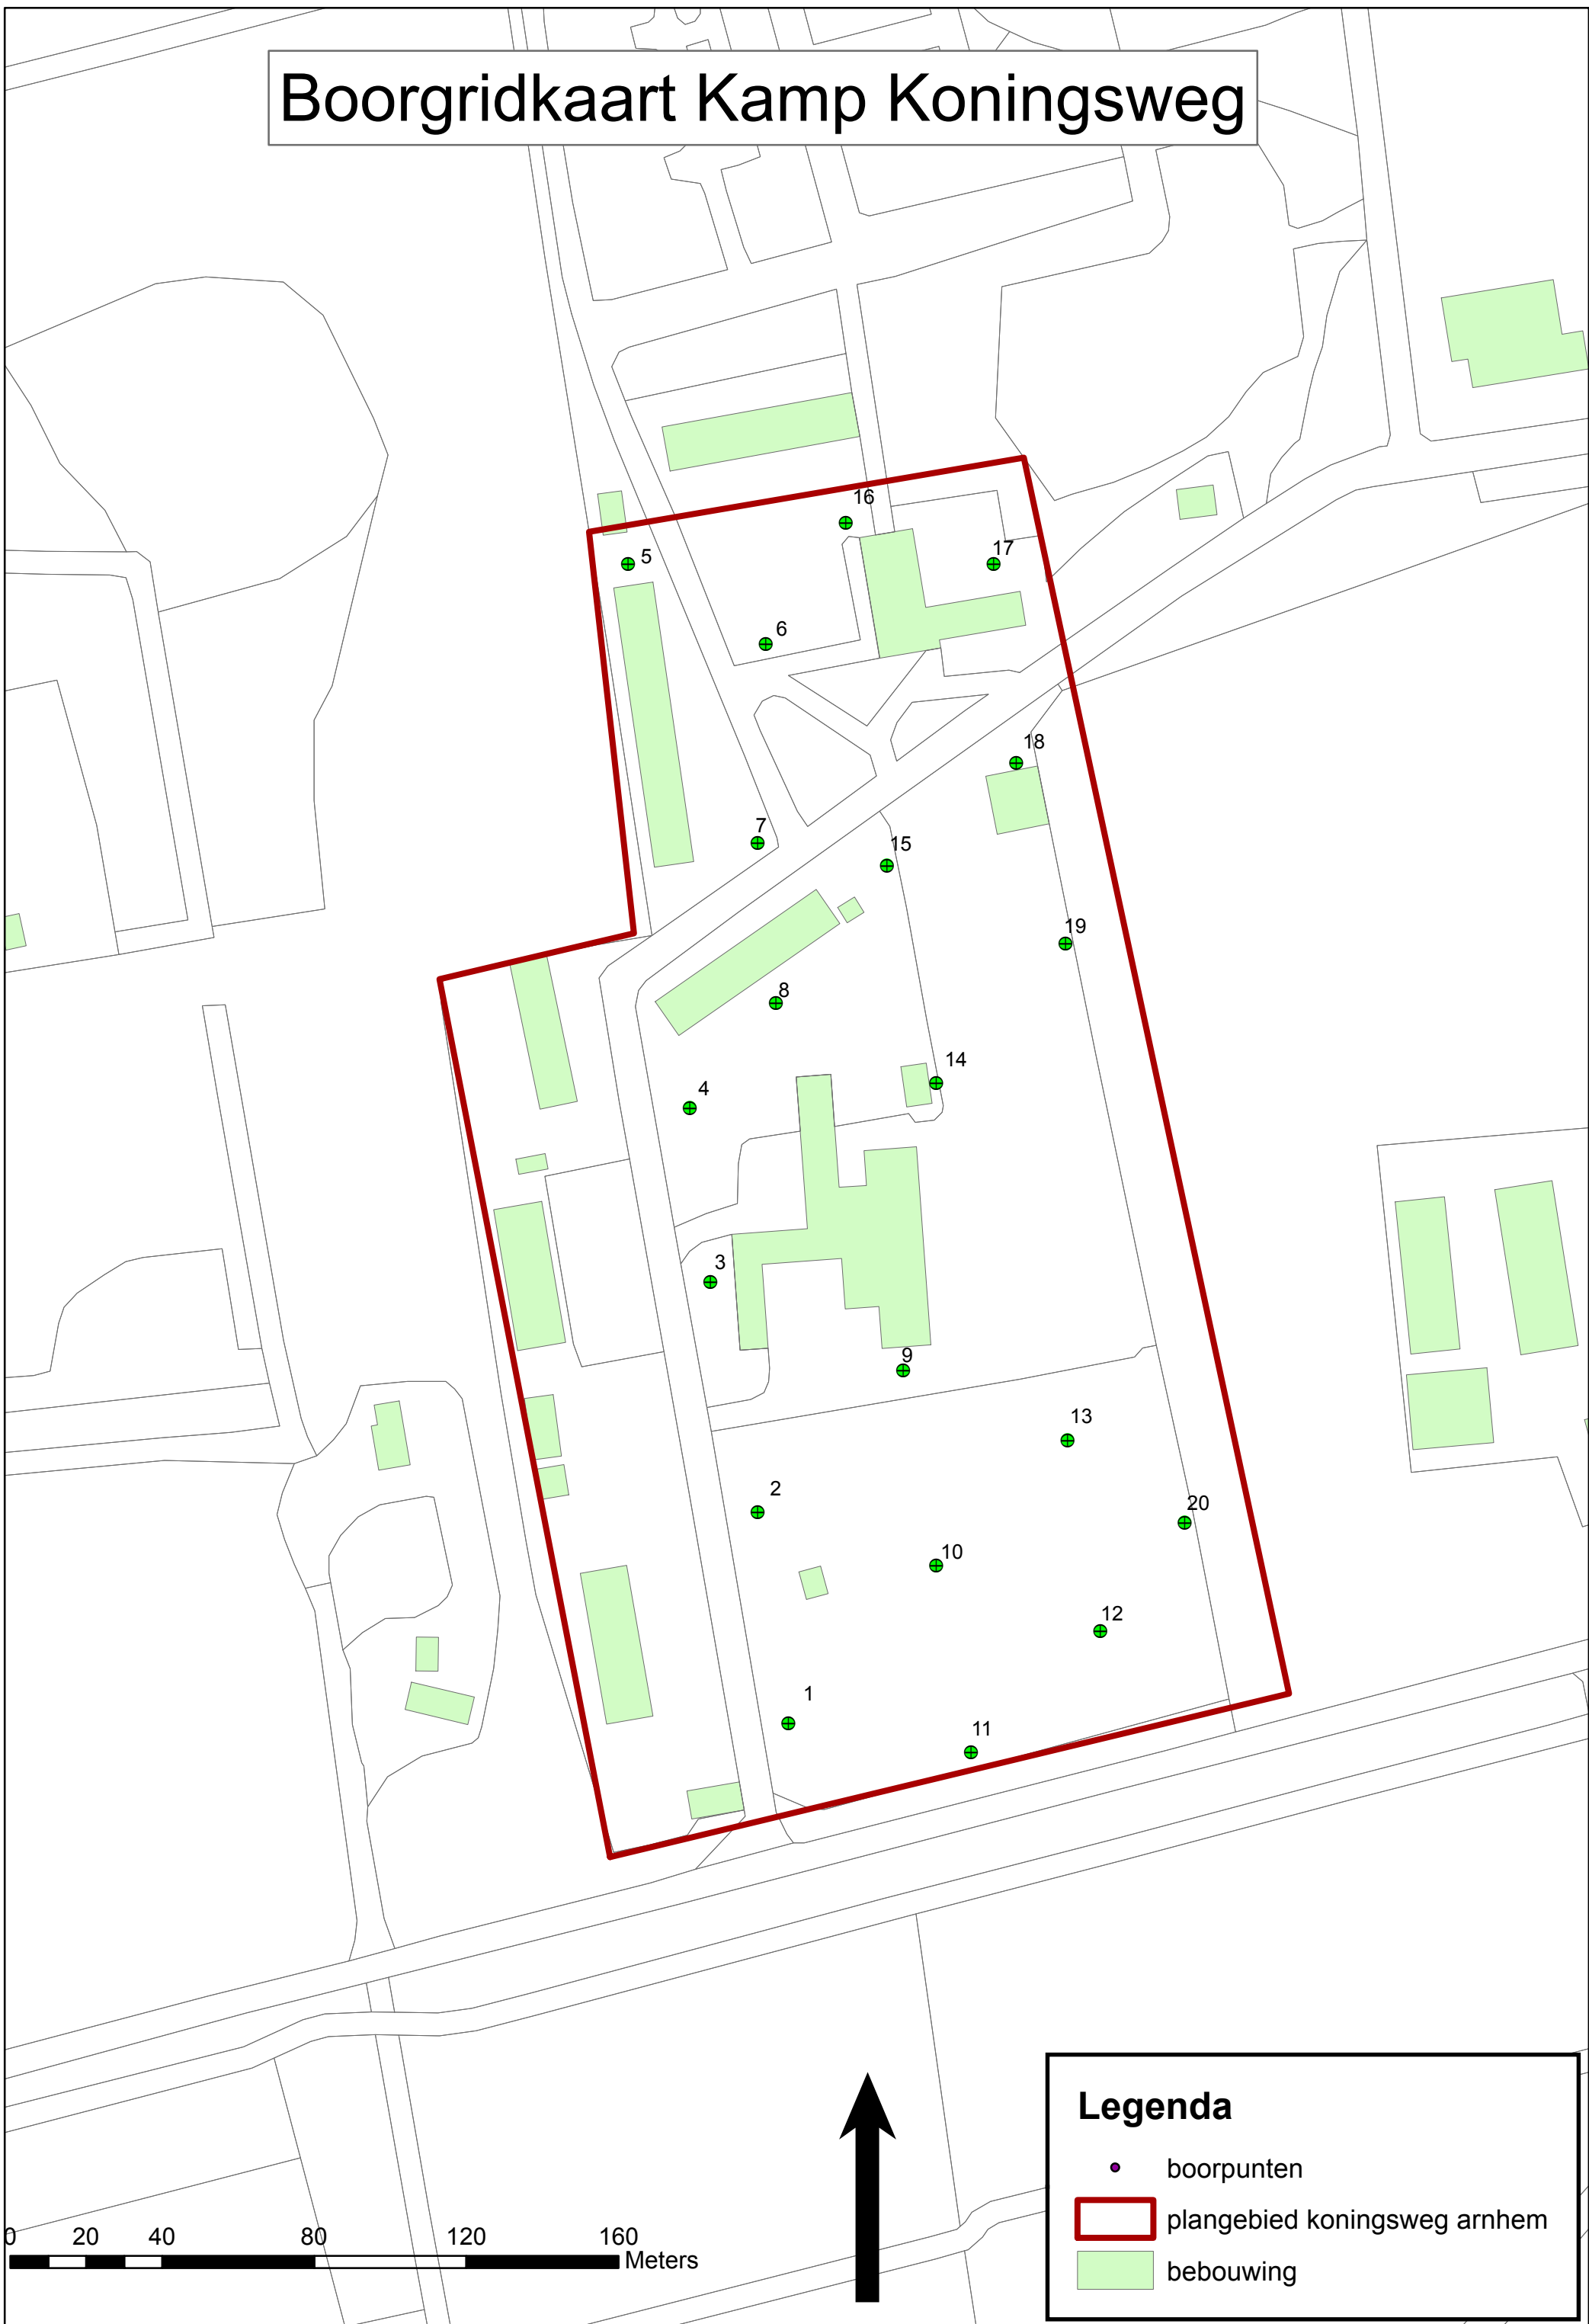 Boorgridkaart Kamp Koningsweg
16
5
17
6
18
7
15
19
8
14
4
3
9
13
2
20
10
12
1
11
Legenda
boorpunten
plangebied koningsweg arnhem
bebouwing
0 20 40 80 120 160
Meters